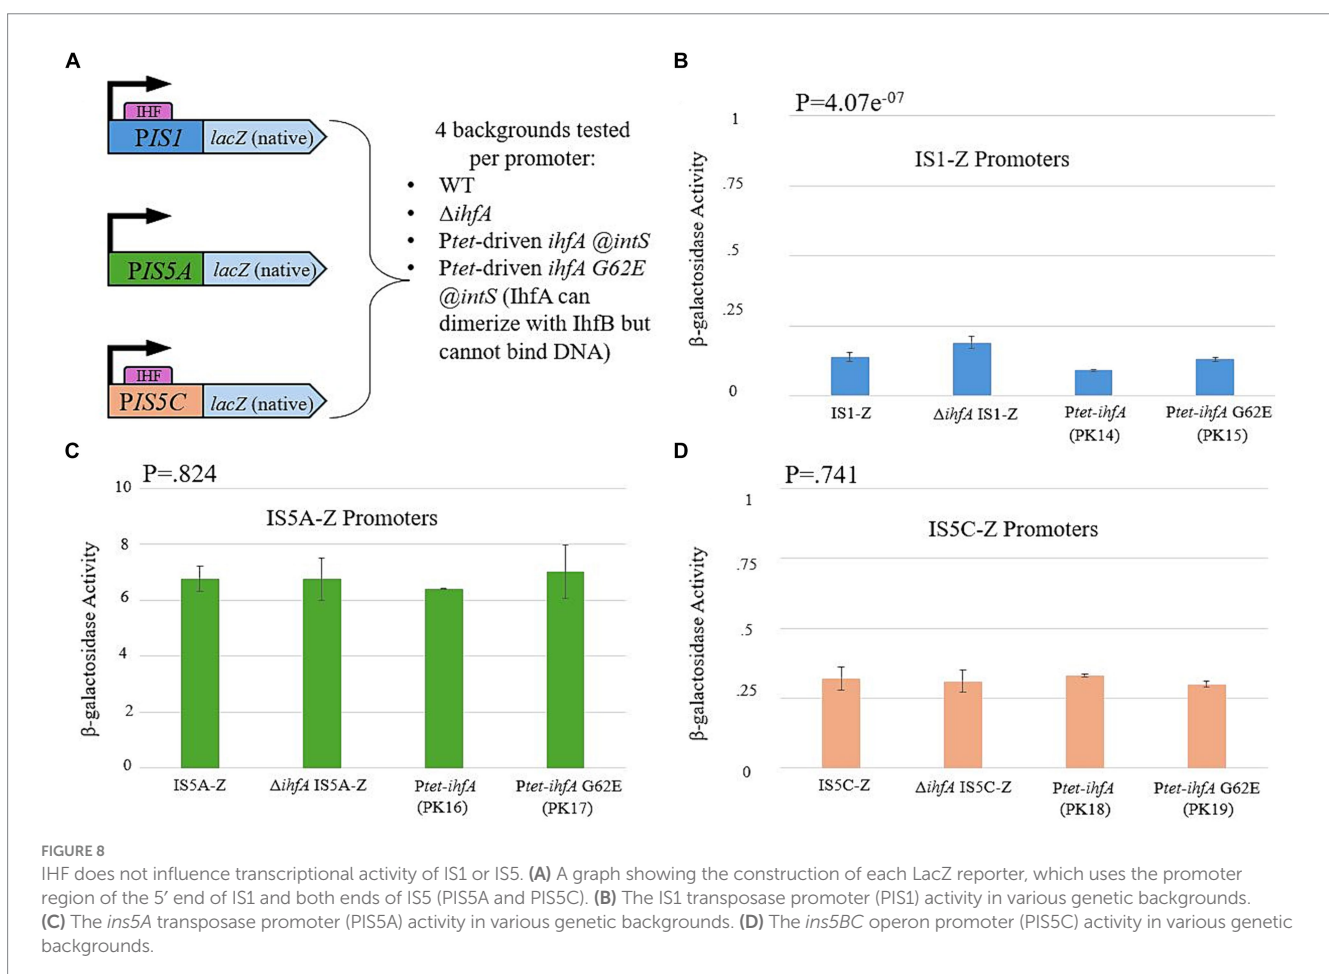 A
IHF
PIS1 lacZ (native)
PIS5A lacZ (native)
IHF
PIS5C lacZ (native)
4 backgrounds tested
per promoter:
• WT
• ΔihfA
• Ptet-driven ihfA @intS
• Ptet-driven ihfA G62E
@intS (IhfA can
dimerize with IhfB but
cannot bind DNA)
B
P=4.07e-07
IS1-Z Promoters
β-galactosidase Activity
1
.75
.5
.25
0
IS1-Z
ΔihfA IS1-Z
Ptet-ihfA
(PK14)
Ptet-ihfA G62E
(PK15)
C
P=.824
IS5A-Z Promoters
β-galactosidase Activity
10
8
6
4
2
0
IS5A-Z
ΔihfA IS5A-Z
Ptet-ihfA
(PK16)
Ptet-ihfA G62E
(PK17)
D
P=.741
IS5C-Z Promoters
β-galactosidase Activity
1
.75
.5
.25
0
IS5C-Z
ΔihfA IS5C-Z
Ptet-ihfA
(PK18)
Ptet-ihfA G62E
(PK19)
FIGURE 8
IHF does not influence transcriptional activity of IS1 or IS5. (A) A graph showing the construction of each LacZ reporter, which uses the promoter
region of the 5′ end of IS1 and both ends of IS5 (PIS5A and PIS5C). (B) The IS1 transposase promoter (PIS1) activity in various genetic backgrounds.
(C) The ins5A transposase promoter (PIS5A) activity in various genetic backgrounds. (D) The ins5BC operon promoter (PIS5C) activity in various genetic
backgrounds.